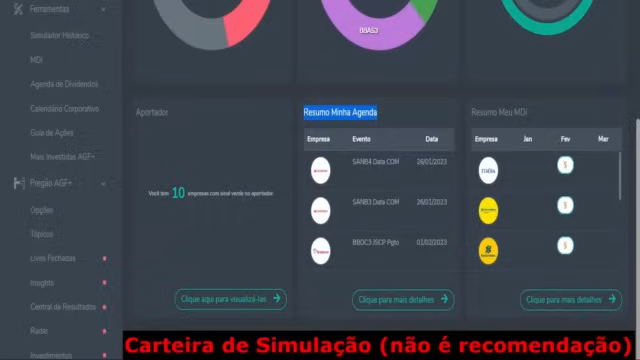 Ferramentas
Simulador Histórico
MDI
Agenda de Dividendos
Calendário Corporativo
Guia de Ações
Mais Investidas AGF+
Pregão AGF+
Opções
Tópicos
Lives Fechadas
Insights
Central de Resultados
Radar
Investimentos
BBAS3
Aportador
Você tem 10 empresas com sinal verde no aportador.
Clique aqui para visualizá-las
Resumo Minha Agenda
Empresa Evento Data
SANB4 Data COM 26/01/2023
SANB3 Data COM 26/01/2023
BBDC3 JSCP Pgto 01/02/2023
Clique para mais detalhes
Resumo Meu MDI
Empresa Jan Fev Mar
$
$
$
Clique para mais detalhes
Carteira de Simulação (não é recomendação)